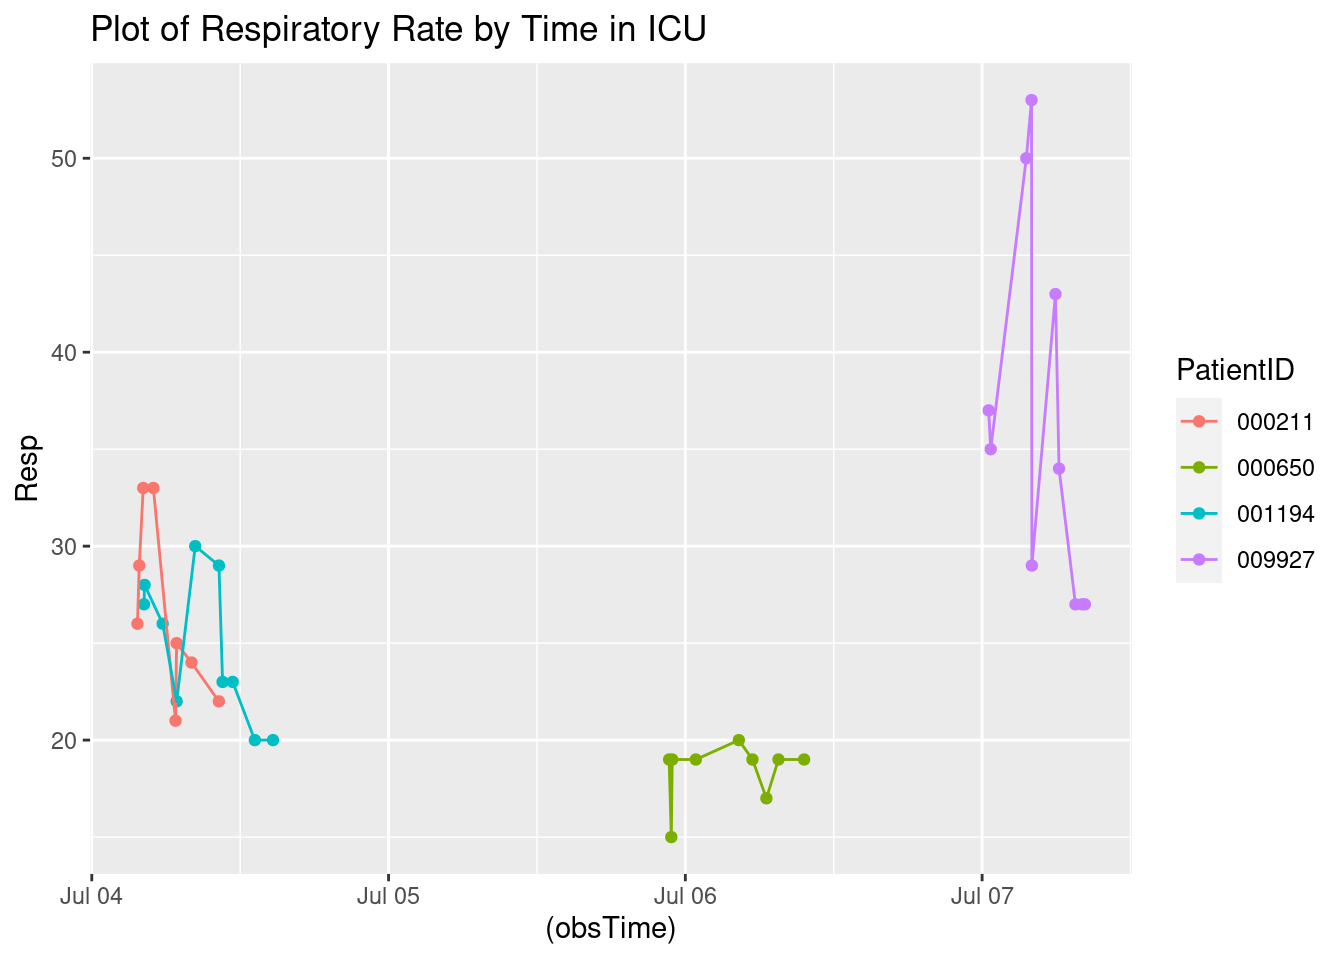 Plot of Respiratory Rate by Time in ICU
50
40
30
20
Resp
Jul 04
Jul 05
Jul 06
Jul 07
(obsTime)
PatientID
000211
000650
001194
009927